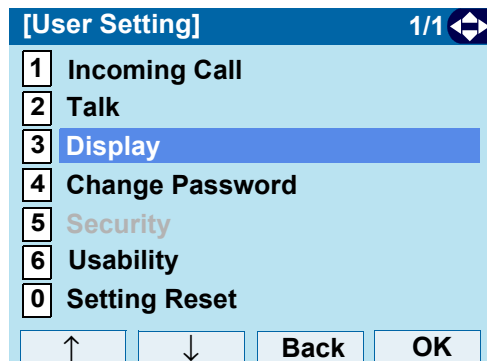 [User Setting] 1/1
1 Incoming Call
2 Talk
3 Display
4 Change Password
5 Security
6 Usability
0 Setting Reset
↑ ↓ Back OK